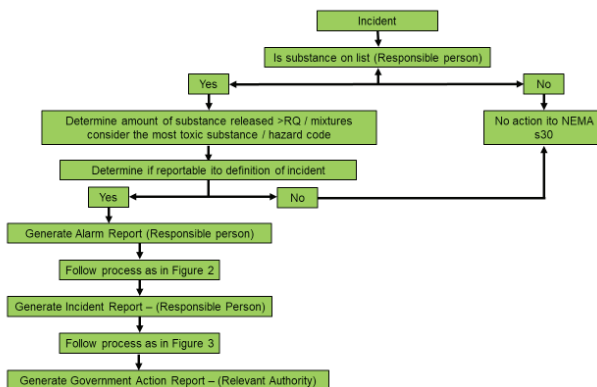 Incident
Is substance on list (Responsible person)
Yes
No
Determine amount of substance released >RQ / mixtures
consider the most toxic substance / hazard code
No action ito NEMA
s30
Determine if reportable ito definition of incident
Yes
No
Generate Alarm Report (Responsible person)
Follow process as in Figure 2
Generate Incident Report – (Responsible Person)
Follow process as in Figure 3
Generate Government Action Report – (Relevant Authority)